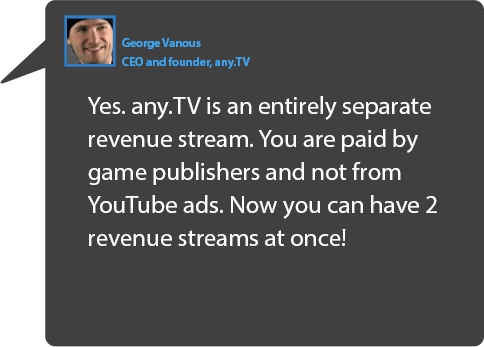 George Vanous
CEO and founder, any.TV
Yes. any.TV is an entirely separate
revenue stream. You are paid by
game publishers and not from
YouTube ads. Now you can have 2
revenue streams at once!